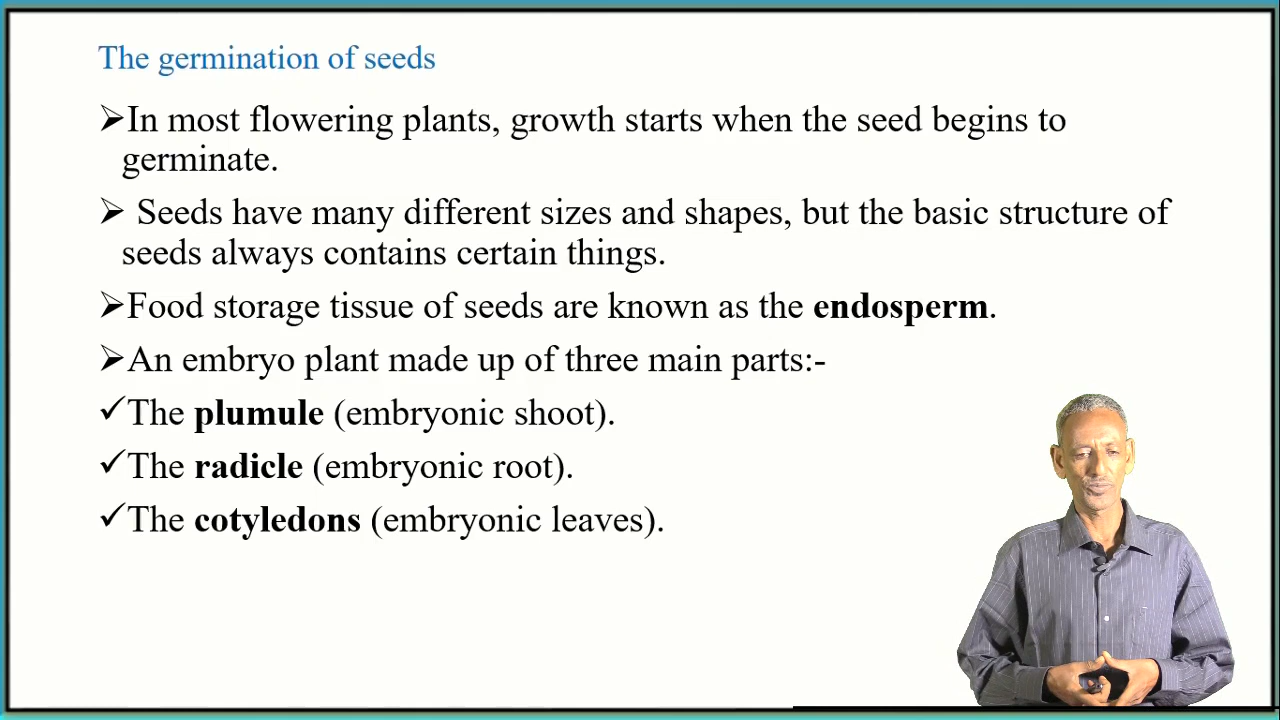 The germination of seeds
➢In most flowering plants, growth starts when the seed begins to
germinate.
➢ Seeds have many different sizes and shapes, but the basic structure of
seeds always contains certain things.
➢Food storage tissue of seeds are known as the endosperm.
➢An embryo plant made up of three main parts:-
✓The plumule (embryonic shoot).
✓The radicle (embryonic root).
✓The cotyledons (embryonic leaves).